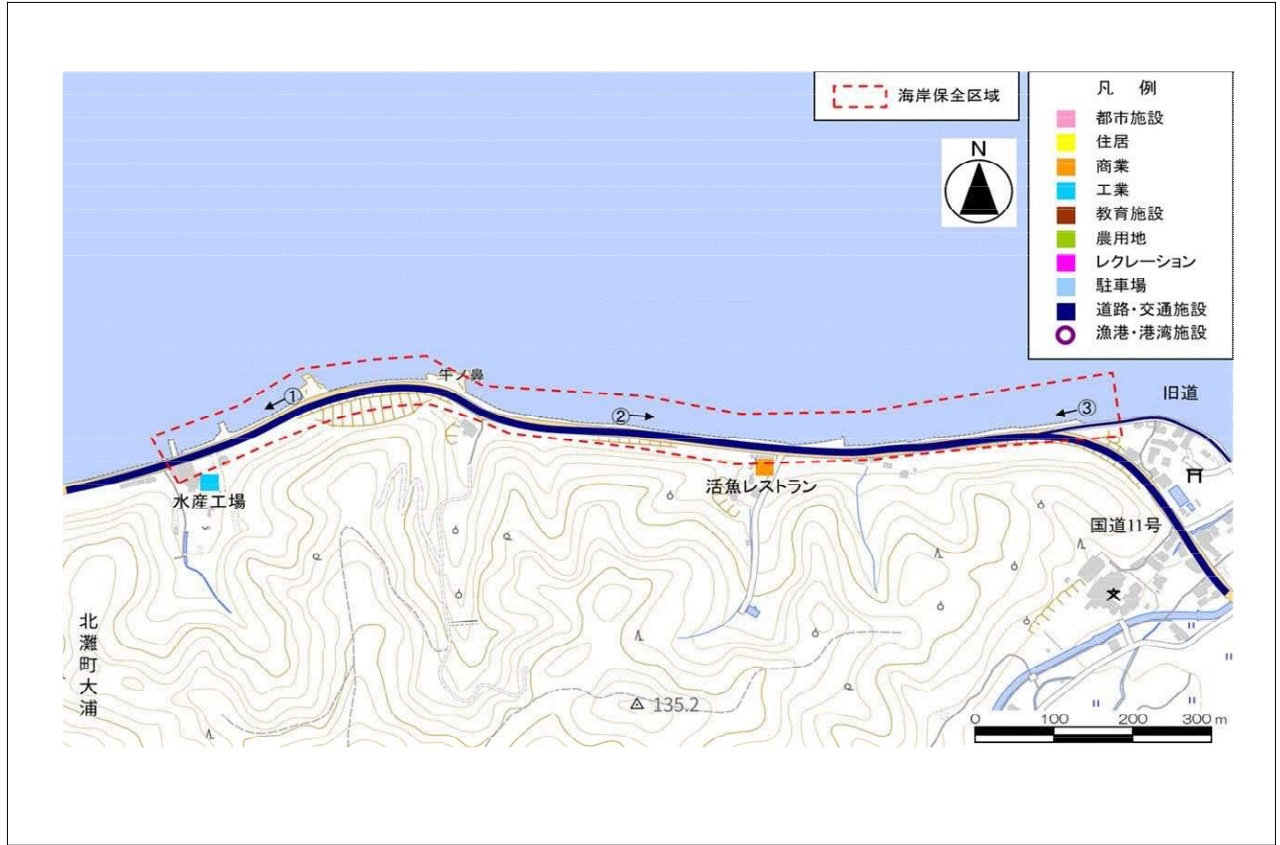 海岸保全区域
凡 例
都市施設
住居
商業
工業
教育施設
農用地
レクレーション
駐車場
道路・交通施設
漁港・港湾施設
N
牛ノ鼻
①
②
③
旧道
水産工場
活魚レストラン
国道11号
北灘町大浦
135.2
0 100 200 300 m